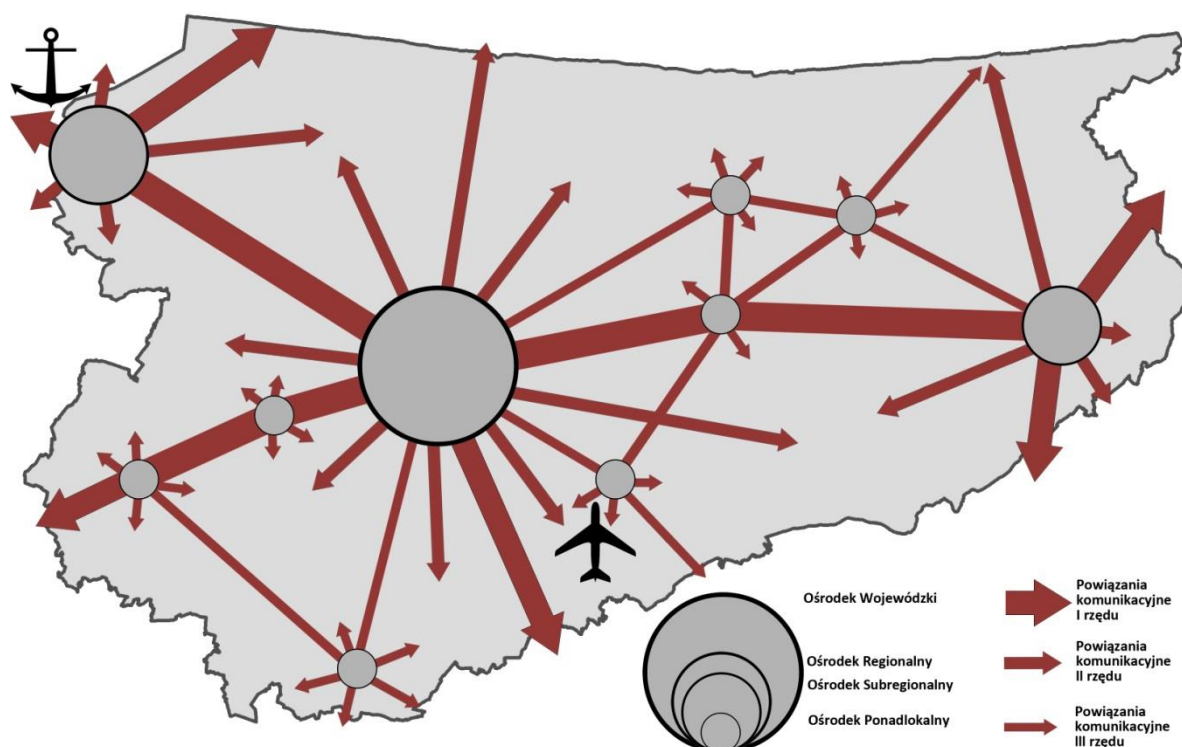 Ośrodek Wojewódzki
Ośrodek Regionalny
Ośrodek Subregionalny
Ośrodek Ponadlokalny
Powiązania
komunikacyjne
I rzędu
Powiązania
komunikacyjne
II rzędu
Powiązania
komunikacyjne
III rzędu